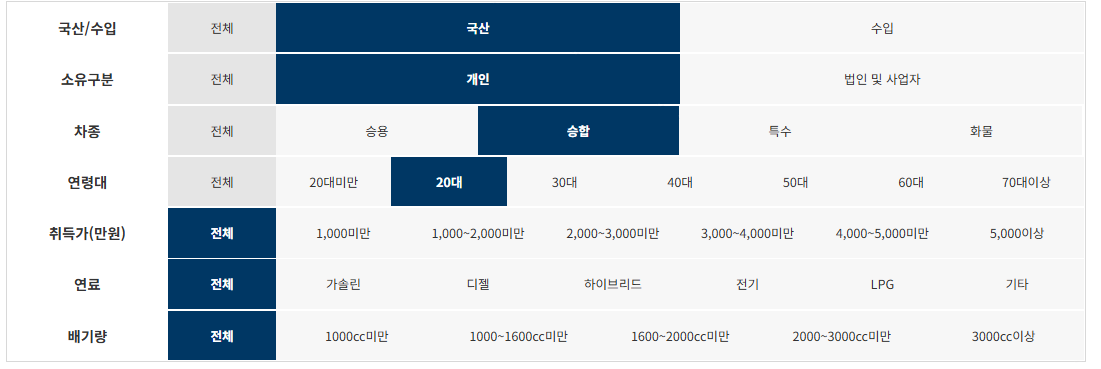 국산/수입 전체 국산 수입
소유구분 전체 개인 법인 및 사업자
차종 전체 승용 승합 특수 화물
연령대 전체 20대미만 20대 30대 40대 50대 60대 70대이상
취득가(만원) 전체 1,000미만 1,000~2,000미만 2,000~3,000미만 3,000~4,000미만 4,000~5,000미만 5,000이상
연료 전체 가솔린 디젤 하이브리드 전기 LPG 기타
배기량 전체 1000cc미만 1000~1600cc미만 1600~2000cc미만 2000~3000cc미만 3000cc이상